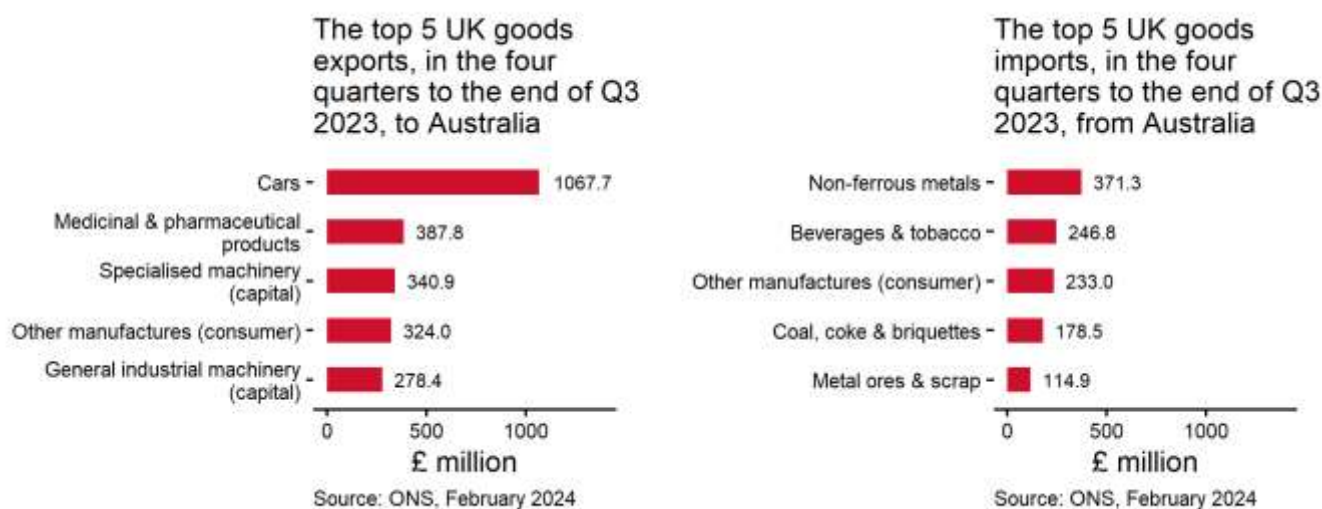 The top 5 UK goods
exports, in the four
quarters to the end of Q3
2023, to Australia
Cars
1067.7
Medicinal & pharmaceutical
products
387.8
Specialised machinery
(capital)
340.9
Other manufactures (consumer)
324.0
General industrial machinery
(capital)
278.4
0 500 1000
£ million
Source: ONS, February 2024
The top 5 UK goods
imports, in the four
quarters to the end of Q3
2023, from Australia
Non-ferrous metals
371.3
Beverages & tobacco
246.8
Other manufactures (consumer)
233.0
Coal, coke & briquettes
178.5
Metal ores & scrap
114.9
0 500 1000
£ million
Source: ONS, February 2024